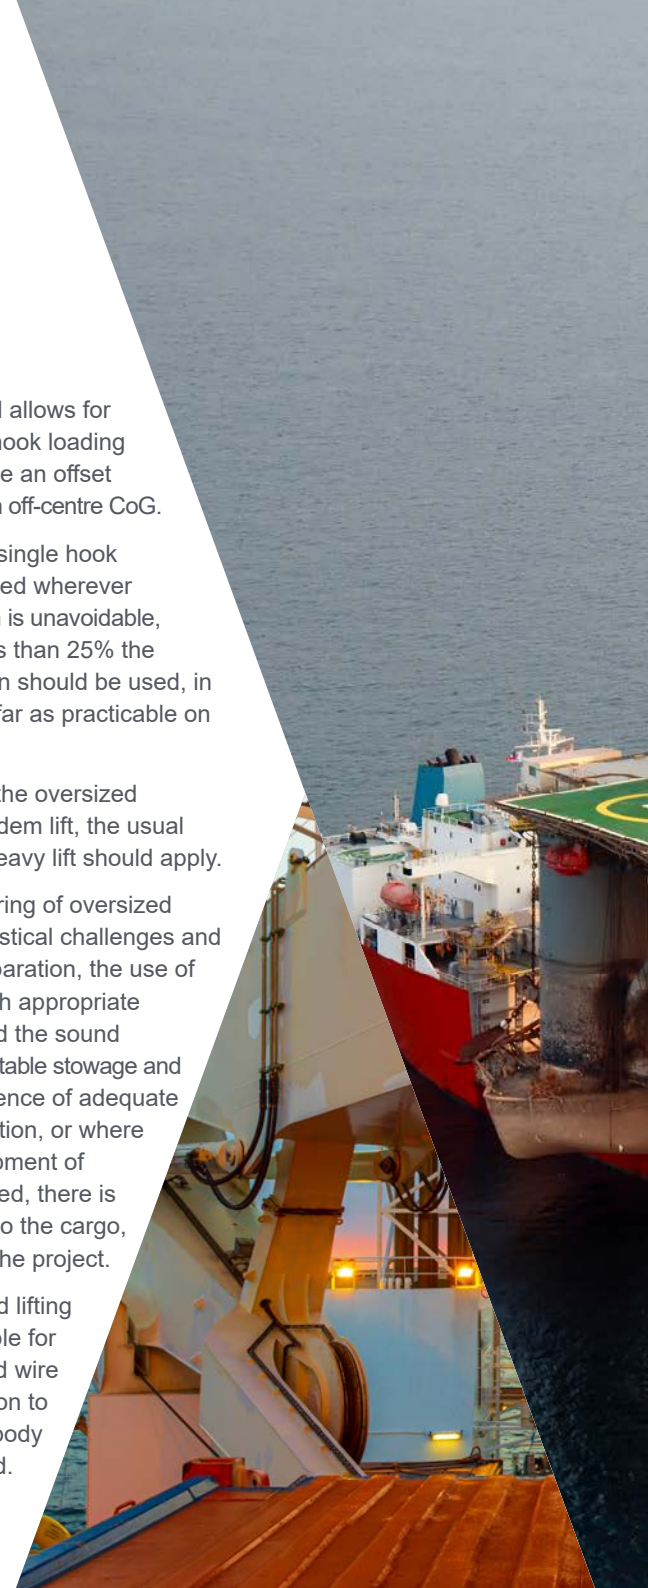 allows for
ook loading
e an offset
off-centre CoG.
single hook
ed wherever
is unavoidable,
s than 25% the
n should be used, in
far as practicable on
the oversized
dem lift, the usual
eavy lift should apply.
ring of oversized
stical challenges and
paration, the use of
h appropriate
d the sound
table stowage and
ence of adequate
tion, or where
pment of
ed, there is
o the cargo,
he project.
d lifting
ole for
d wire
on to
body
d.